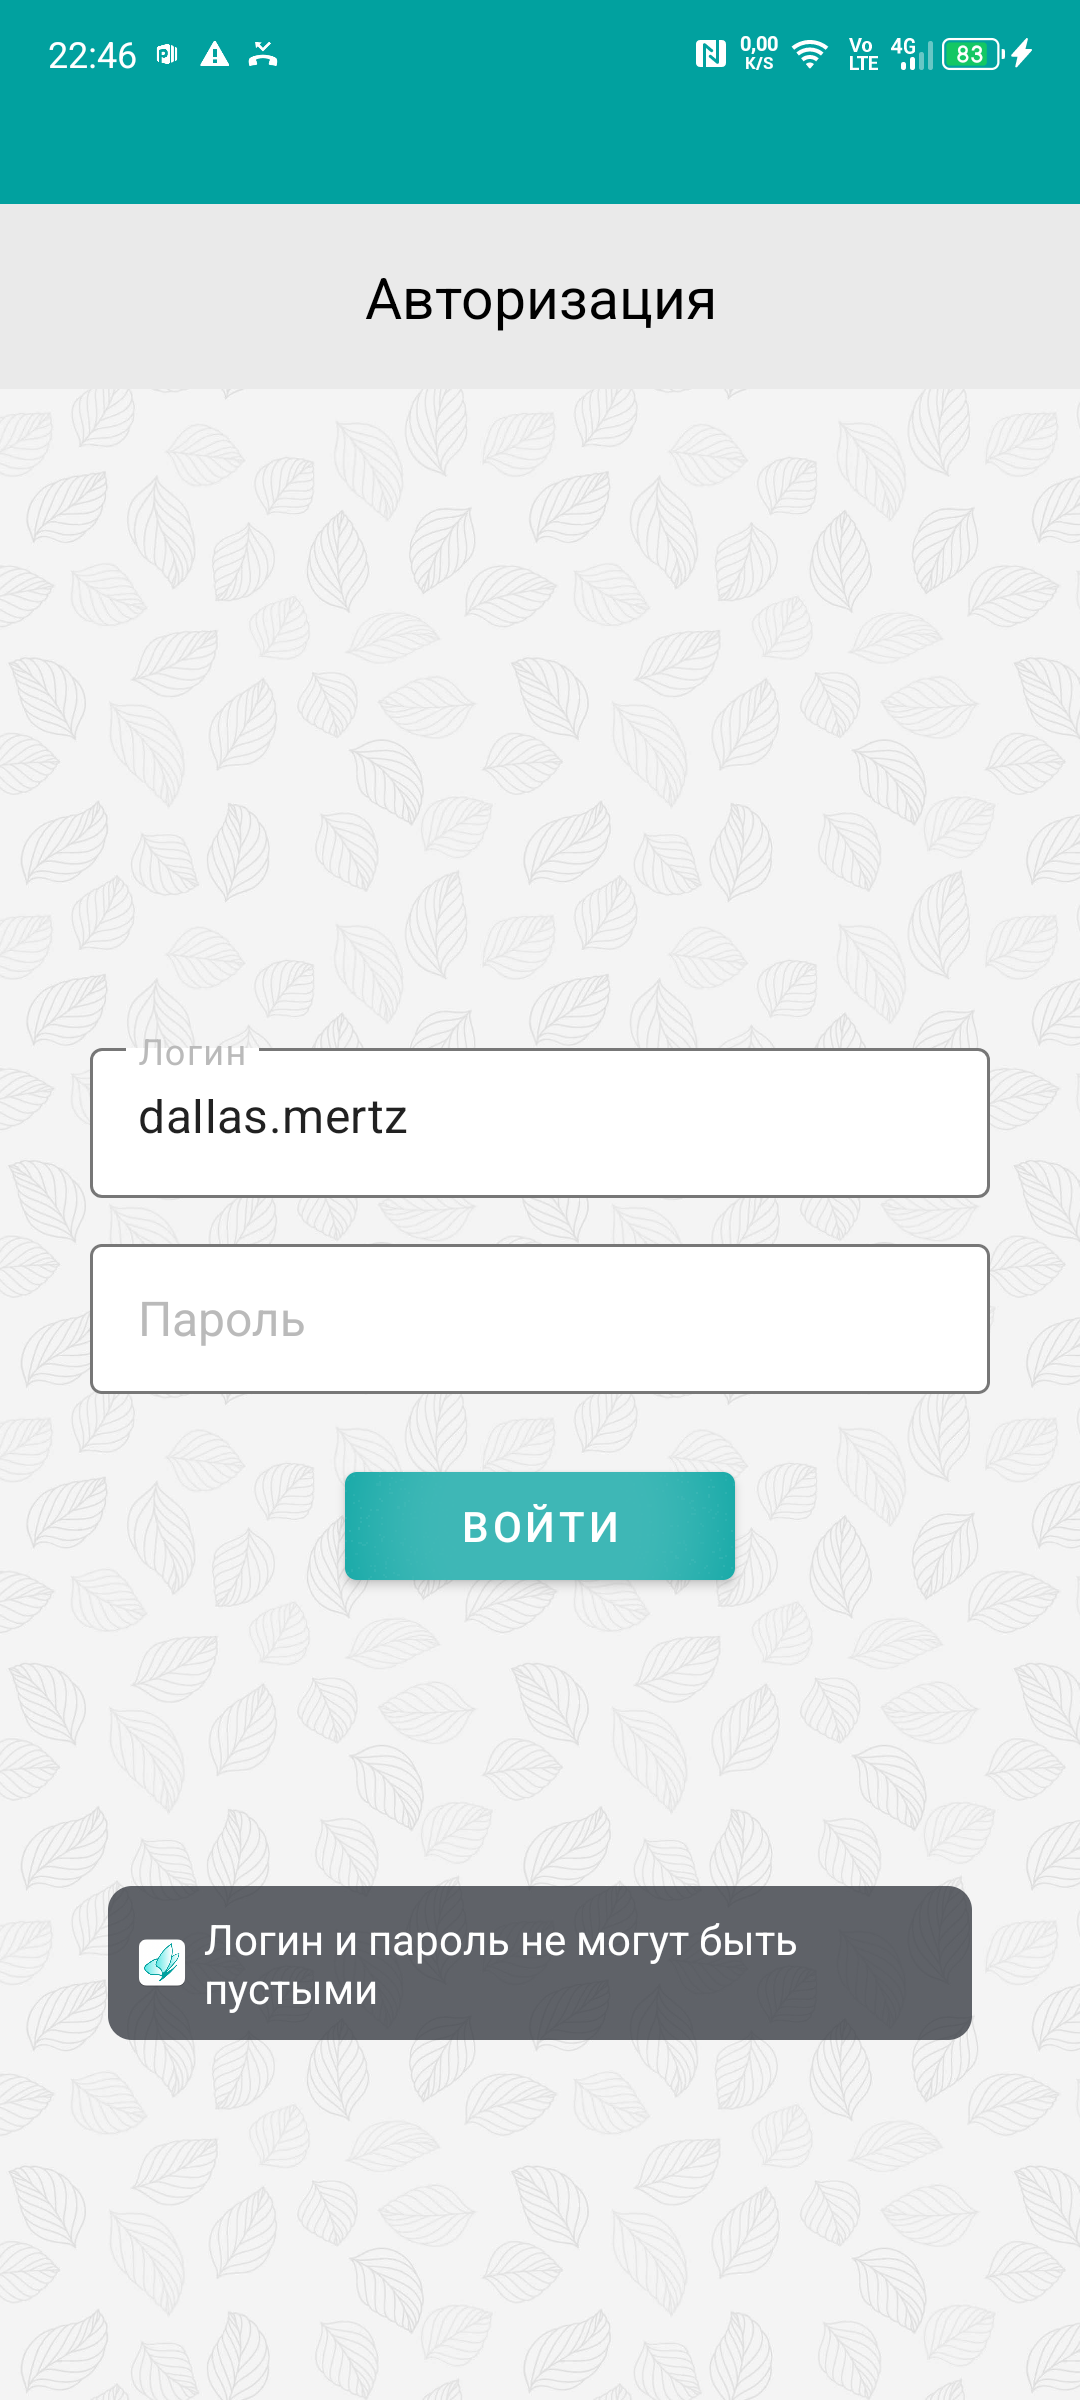 22:46
0,00
K/S
Vo
LTE
4G
83
Авторизация
Логин
dallas.mertz
Пароль
ВОЙТИ
Логин и пароль не могут быть
пустыми